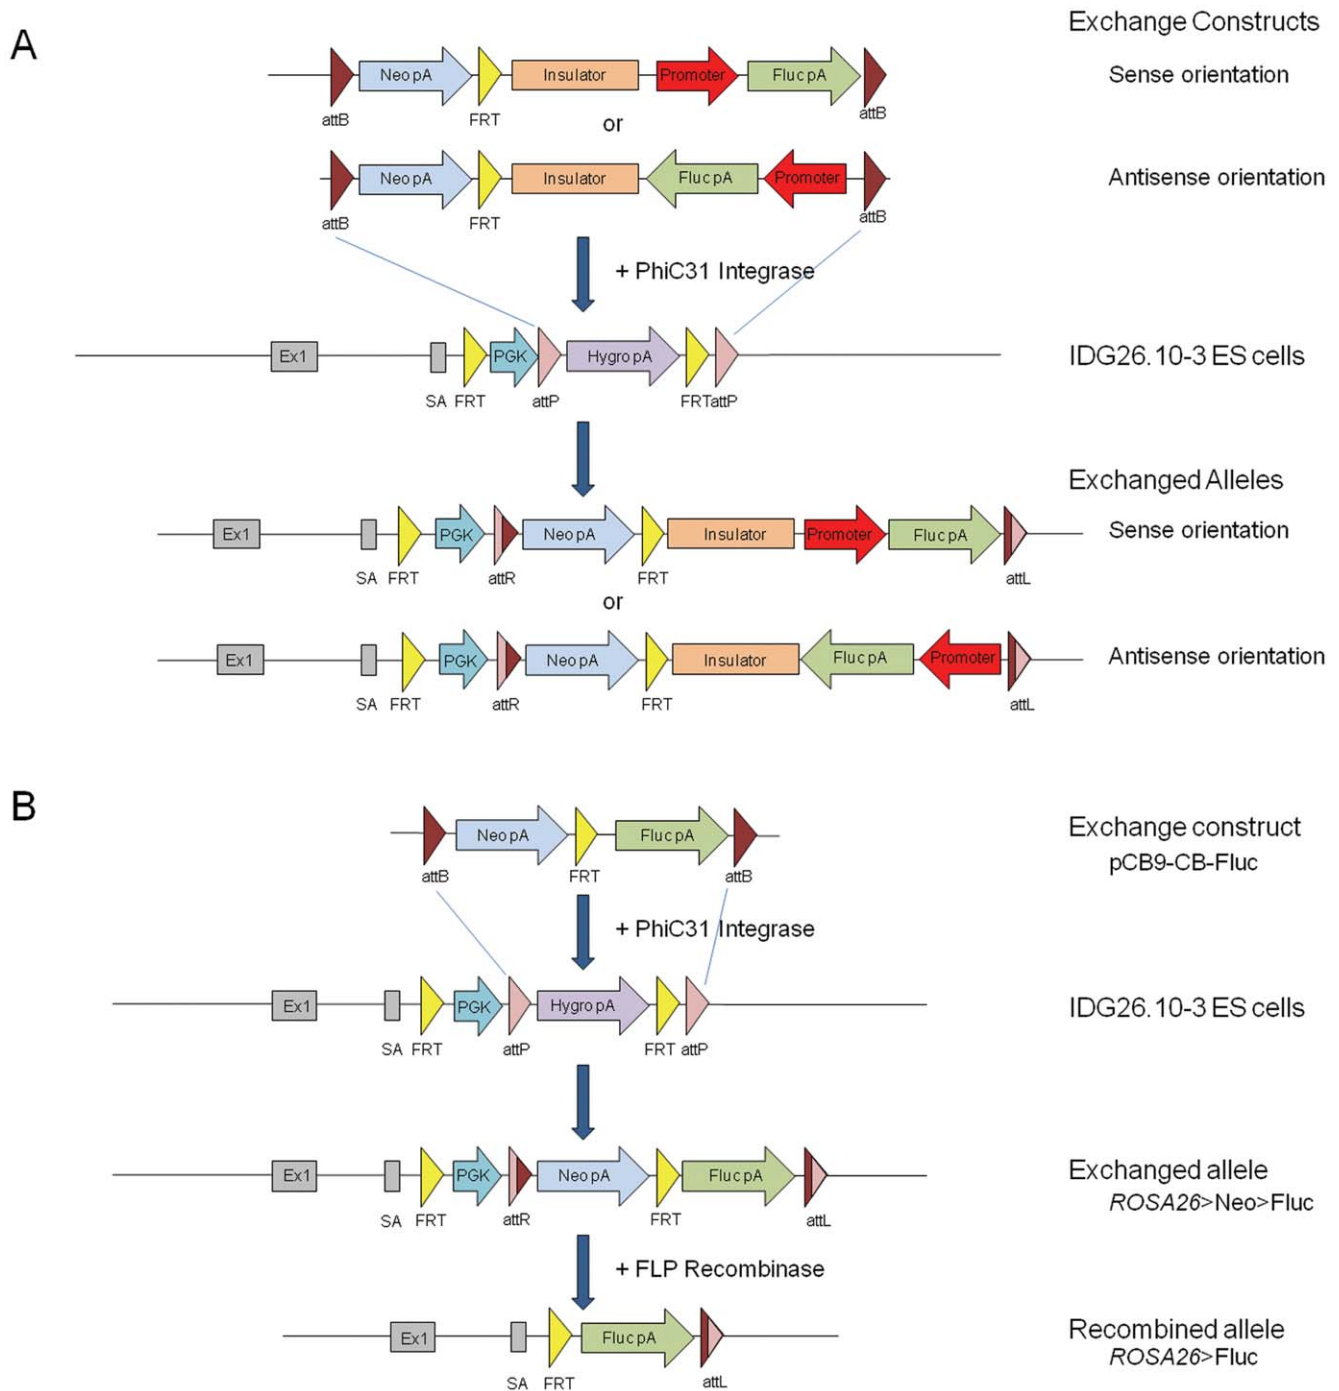 A
Exchange Constructs
Neo pA Insulator Promoter Fluc pA Sense orientation
attB FRT attB
or
Neo pA Insulator Fluc pA Promoter Antisense orientation
attB FRT attB
+ PhiC31 Integrase
Ex1 PGK Hygro pA IDG26.10-3 ES cells
SA FRT attP FRT attP
Exchanged Alleles
Ex1 PGK Neo pA Insulator Promoter Fluc pA Sense orientation
SA FRT attR FRT attL
or
Ex1 PGK Neo pA Insulator Fluc pA Promoter Antisense orientation
SA FRT attR FRT attL
B
Neo pA Fluc pA Exchange construct
pCB9-CB-Fluc
attB FRT attB
+ PhiC31 Integrase
Ex1 PGK Hygro pA IDG26.10-3 ES cells
SA FRT attP FRT attP
Ex1 PGK Neo pA Fluc pA Exchanged allele
ROSA26>Neo>Fluc
SA FRT attR FRT attL
+ FLP Recombinase
Ex1 Fluc pA Recombined allele
ROSA26>Fluc
SA FRT attL